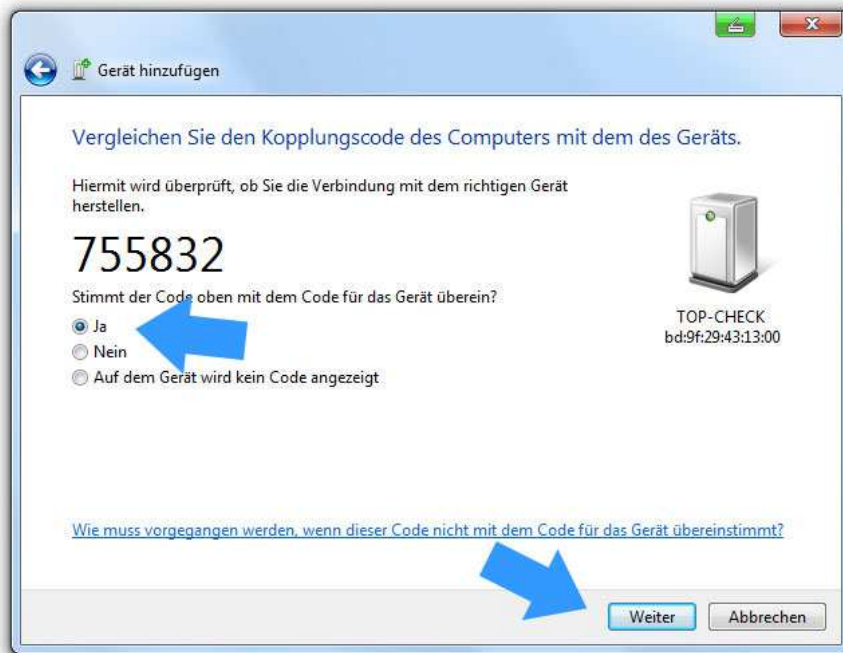 Gerät hinzufügen
Vergleichen Sie den Kopplungscode des Computers mit dem des Geräts.
Hiermit wird überprüft, ob Sie die Verbindung mit dem richtigen Gerät
herstellen.
755832
Stimmt der Code oben mit dem Code für das Gerät überein?
Ja
Nein
Auf dem Gerät wird kein Code angezeigt
TOP-CHECK
bd:9f:29:43:13:00
Wie muss vorgegangen werden, wenn dieser Code nicht mit dem Code für das Gerät übereinstimmt?
Weiter
Abbrechen